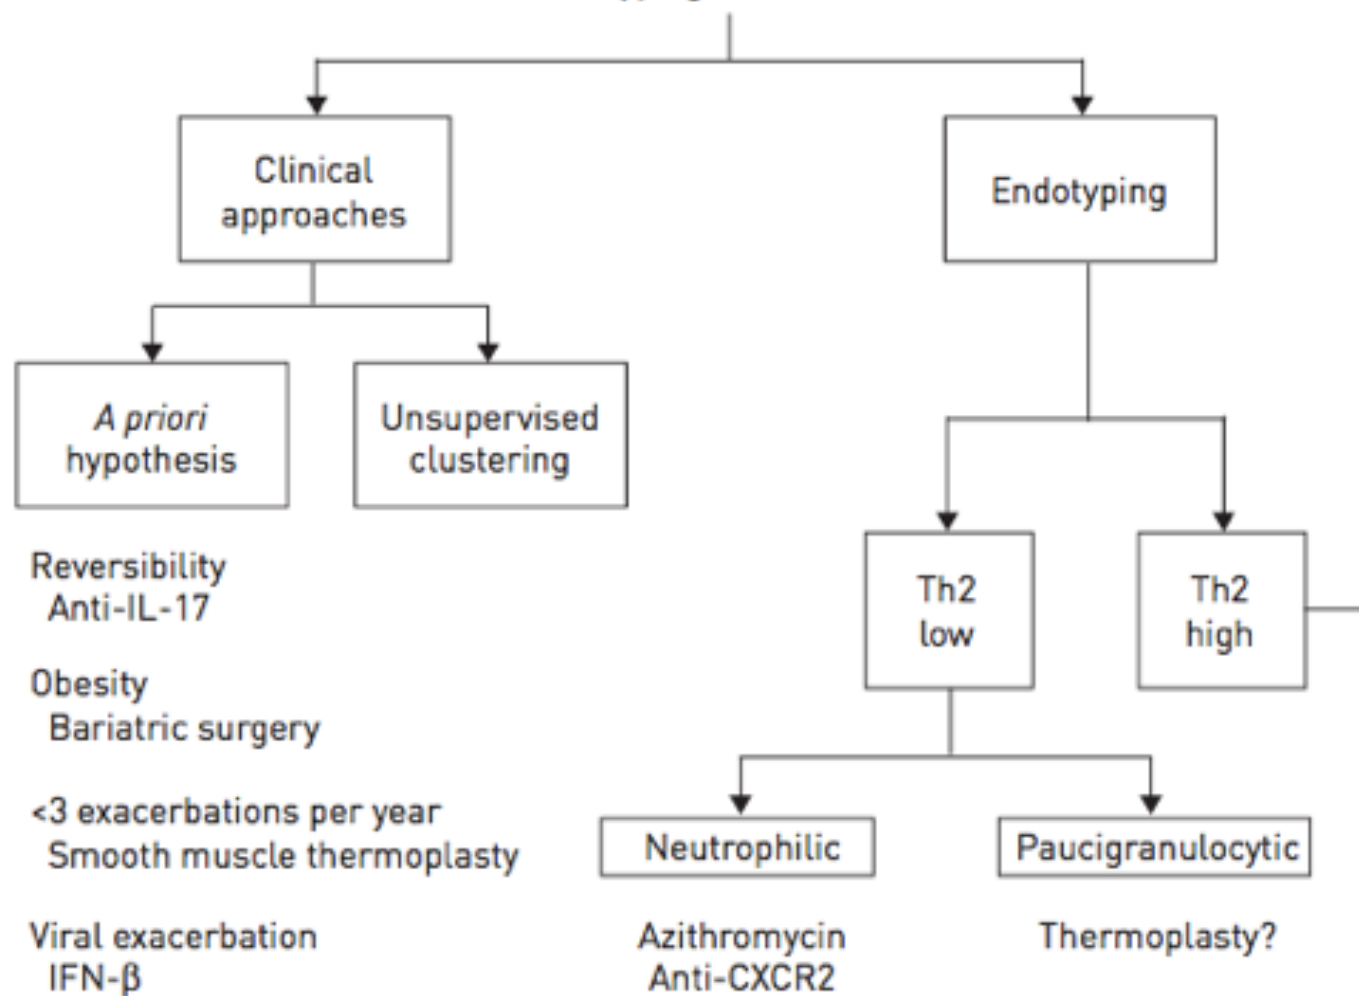 Clinical
approaches
Endotyping
A priori
hypothesis
Unsupervised
clustering
Reversibility
Anti-IL-17
Obesity
Bariatric surgery
<3 exacerbations per year
Smooth muscle thermoplasty
Viral exacerbation
IFN-β
Th2
low
Th2
high
Neutrophilic
Paucigranulocytic
Azithromycin
Anti-CXCR2
Thermoplasty?